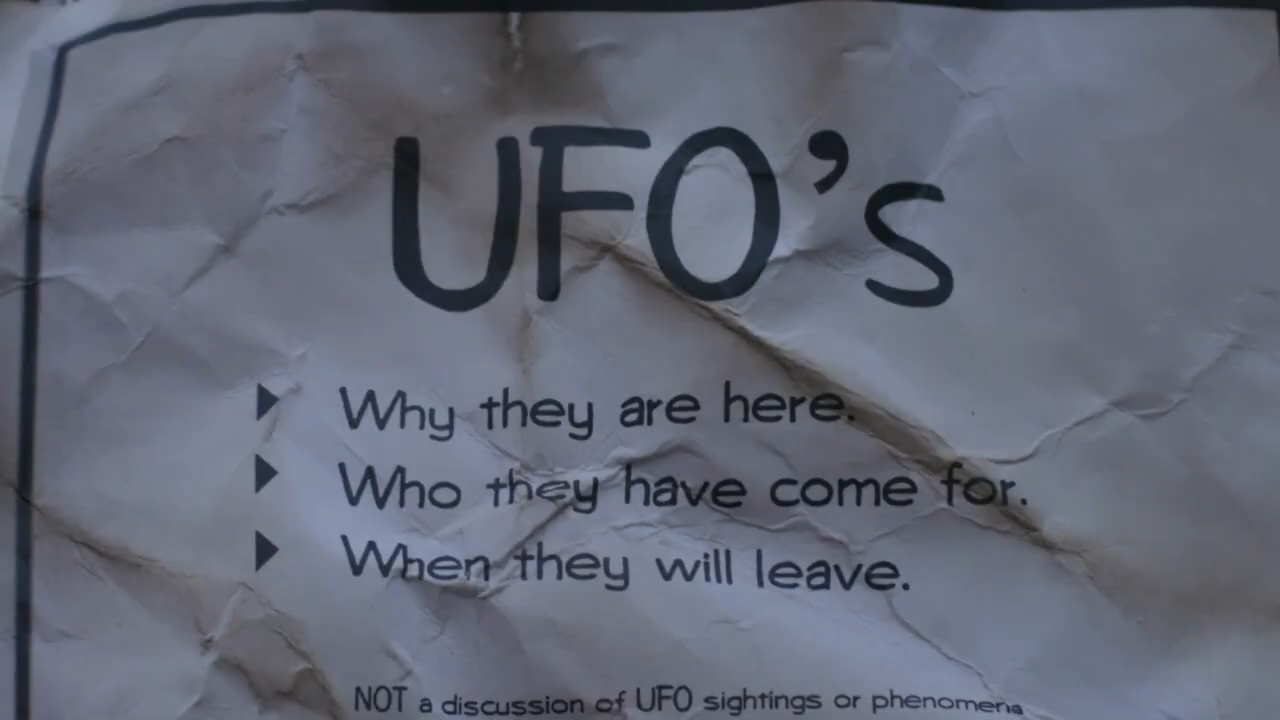 UFO's
Why they are here.
Who they have come for.
When they will leave.
NOT a discussion of UFO sightings or phenomena